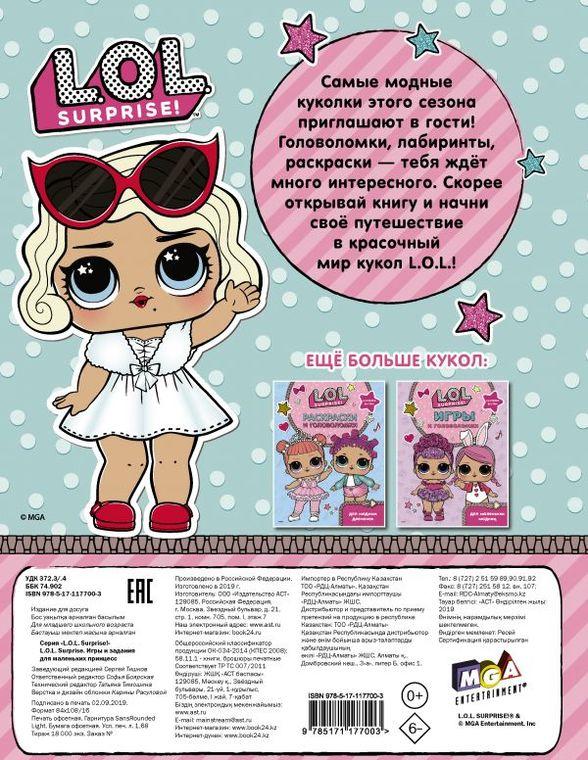 L.O.L.
SURPRISE!
Самые модные
куколки этого сезона
приглашают в гости!
Головоломки, лабиринты,
раскраски — тебя ждёт
много интересного. Скорее
открывай книгу и начни
своё путешествие
в красочный
мир кукол L.O.L.!
ЕЩЁ БОЛЬШЕ КУКОЛ:
L.O.L.
SURPRISE!
РАСКРАСКИ
И ГОЛОВОЛОМКИ
L.O.L.
SURPRISE!
ИГРЫ
И ГОЛОВОЛОМКИ
© MGA
УДК 372.3/.4
ББК 74.902
ISBN 978-5-17-117700-3
Издание для досуга
Бос уақытқа арналған басылым
Для младшего школьного возраста
Бастауыш мектеп жасына арналған
Серия «L.O.L. Surprise!»
L.O.L. Surprise. Игры и задания
для маленьких принцесс
Заведующий редакцией Сергей Тишков
Ответственный редактор Софья Боярская
Технический редактор Татьяна Тимошина
Верстка и дизайн обложки Карины Расуловой
Подписано в печать 02.09.2019.
Формат 84x108/16
Печать офсетная. Гарнитура SansRounded
Light. Бумага офсетная. Усл. печ. л. 1,68
Тираж 18 000 экз. Заказ №
EAC
Произведено в Российской Федерации.
Изготовлено в 2019 г.
Изготовитель: ООО «Издательство АСТ»
129085, Российская Федерация,
г. Москва, Звездный бульвар, д. 21,
стр. 1, комн. 705, пом. I, этаж 7
Наш электронный адрес: www.ast.ru
Интернет-магазин: book24.ru
Общероссийский классификатор
продукции ОК-034-2014 (КПЕС 2008);
58.11.1 - книги, брошюры печатные
Соответствует ТР ТС 007/2011
Өндіруші: ЖШҚ «АСТ баспасы»
129085, Мәскеу қ., Звёздный
бульвары, 21-үй, 1-құрылыс,
705-бөлме, I жай, 7-қабат
Біздің электрондық мекенжайымыз:
www.ast.ru
E-mail: mainstream@ast.ru
Интернет-магазин: www.book24.kz
Интернет-дүкен: www.book24.kz
Импортер в Республику Казахстан
ТОО «РДЦ-Алматы».
Қазақстан Республикасындағы импорттаушы
«РДЦ-Алматы» ЖШС.
Дистрибьютор и представитель по приему
претензий на продукцию в республике
Казахстан: ТОО «РДЦ-Алматы»
Қазақстан Республикасында дистрибьютор
және өнім бойынша арыз-талаптарды
қабылдаушының
өкілі «РДЦ-Алматы» ЖШС, Алматы қ.,
Домбровский көш., 3«а», литер Б, офис 1.
Тел.: 8 (727) 2 51 59 89,90,91,92
Факс: 8 (727) 251 58 12, вн. 107;
E-mail: RDC-Almaty@eksmo.kz
Тауар белгісі: «АСТ» Өндірілген жылы:
2019
Өнімнің жарамдылық мерзімі
шектелмеген.
Өндірген мемлекет: Ресей
Сертификация қарастырылған
ISBN 978-5-17-117700-3
9 785171 177003 >
0+
6–
MGA
ENTERTAINMENT
L.O.L. SURPRISE!® &
© MGA Entertainment, Inc